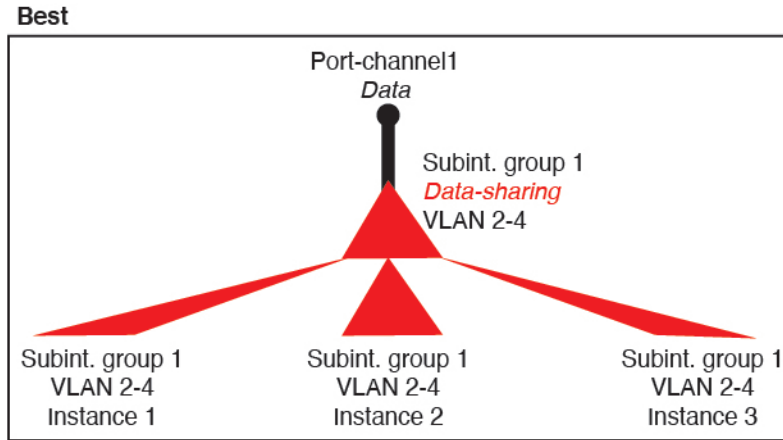 Best
Port-channel1
Data
Subint. group 1
Data-sharing
VLAN 2-4
Subint. group 1
VLAN 2-4
Instance 1
Subint. group 1
VLAN 2-4
Instance 2
Subint. group 1
VLAN 2-4
Instance 3